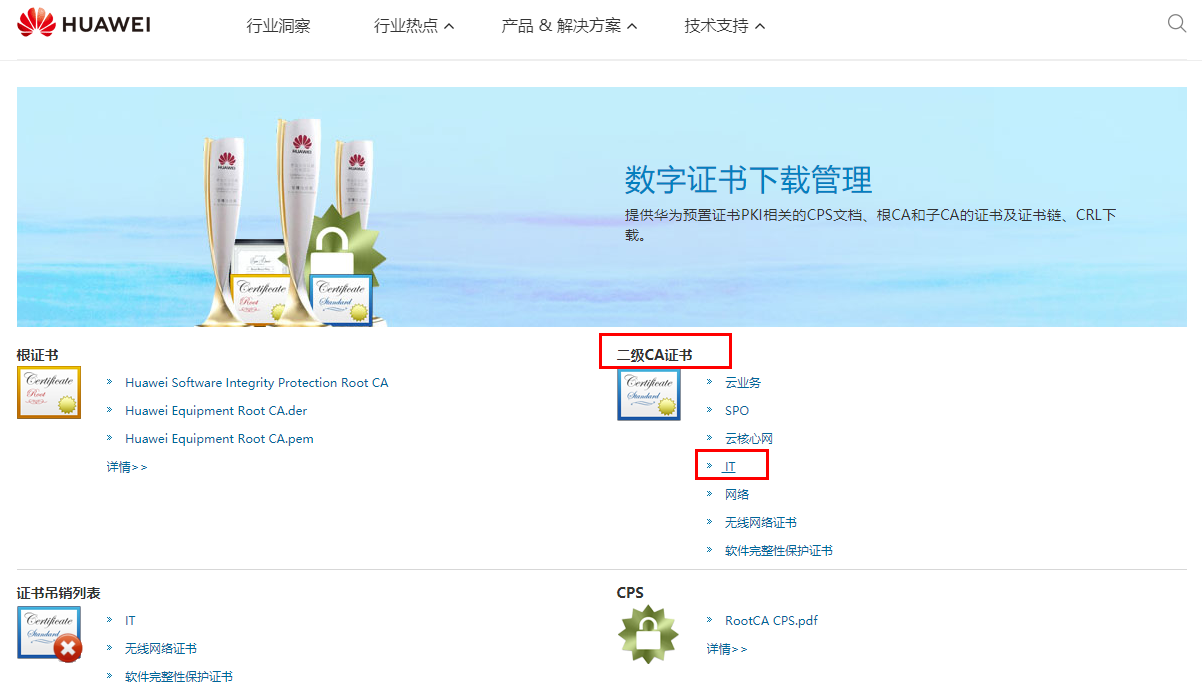 HUAWEI
行业洞察
行业热点
产品 & 解决方案
技术支持
HUAWEI
HUAWEI
HUAWEI
数字证书下载管理
提供华为预置证书PKI相关的CPS文档、根CA和子CA的证书及证书链、CRL下
载。
Certificate
Root
Certificate
Standard
根证书
Certificate
Root
» Huawei Software Integrity Protection Root CA
» Huawei Equipment Root CA.der
» Huawei Equipment Root CA.pem
详情>>
二级CA证书
Certificate
Standard
» 云业务
» SPO
» 云核心网
» IT
» 网络
» 无线网络证书
» 软件完整性保护证书
证书吊销列表
Certificate
Standard
» IT
» 无线网络证书
» 软件完整性保护证书
CPS
» RootCA CPS.pdf
详情>>